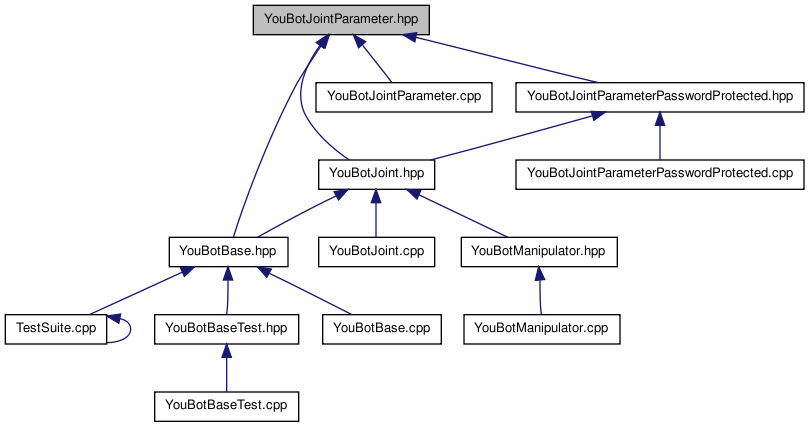 YouBotJointParameter.hpp
YouBotJointParameter.cpp
YouBotJointParameterPasswordProtected.hpp
YouBotJoint.hpp
YouBotJointParameterPasswordProtected.cpp
YouBotBase.hpp
YouBotJoint.cpp
YouBotManipulator.hpp
TestSuite.cpp
YouBotBaseTest.hpp
YouBotBase.cpp
YouBotManipulator.cpp
YouBotBaseTest.cpp